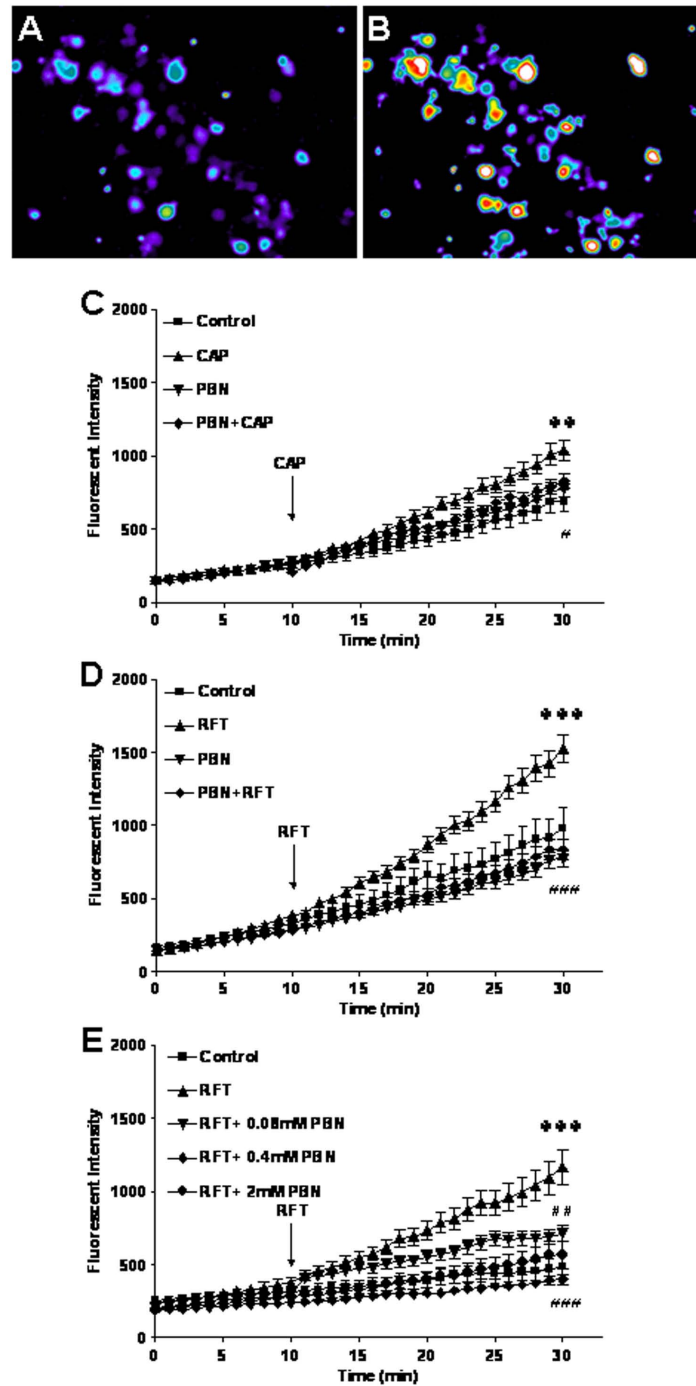 A
B
C
2000
1500
1000
500
0
Fluorescent Intensity
Control
CAP
PBN
PBN+CAP
CAP
✚ ✚
#
0 5 10 15 20 25 30
Time (min)
D
2000
1500
1000
500
0
Fluorescent Intensity
Control
RFT
PBN
PBN+RFT
RFT
✚ ✚ ✚
###
0 5 10 15 20 25 30
Time (min)
E
2000
1500
1000
500
0
Fluorescent Intensity
Control
RFT
RFT+ 0.08mM PBN
RFT+ 0.4mM PBN
RFT+ 2mM PBN
RFT
✚ ✚ ✚
# #
###
0 5 10 15 20 25 30
Time (min)